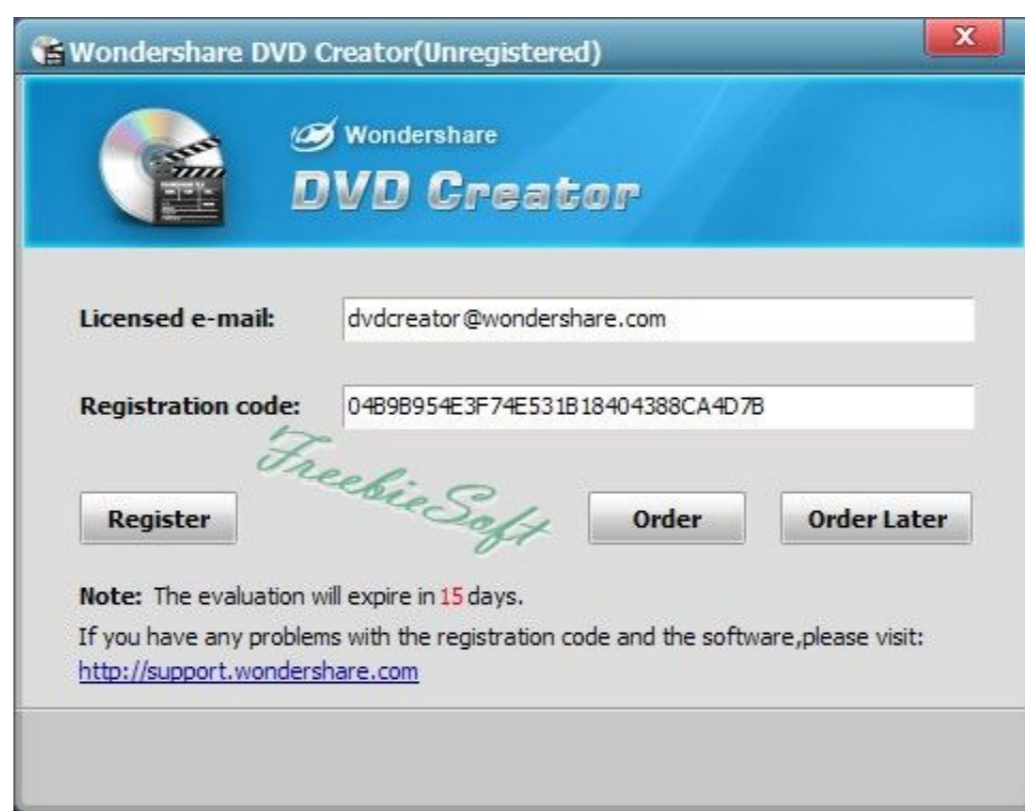 Wondershare DVD Creator(Unregistered)
X
Wondershare
DVD Creator
Licensed e-mail: dvdcreator@wondershare.com
Registration code: 04B9B954E3F74E531B18404388CA4D7B
FreebieSoft
Register Order Order Later
Note: The evaluation will expire in 15 days.
If you have any problems with the registration code and the software,please visit:
http://support.wondershare.com